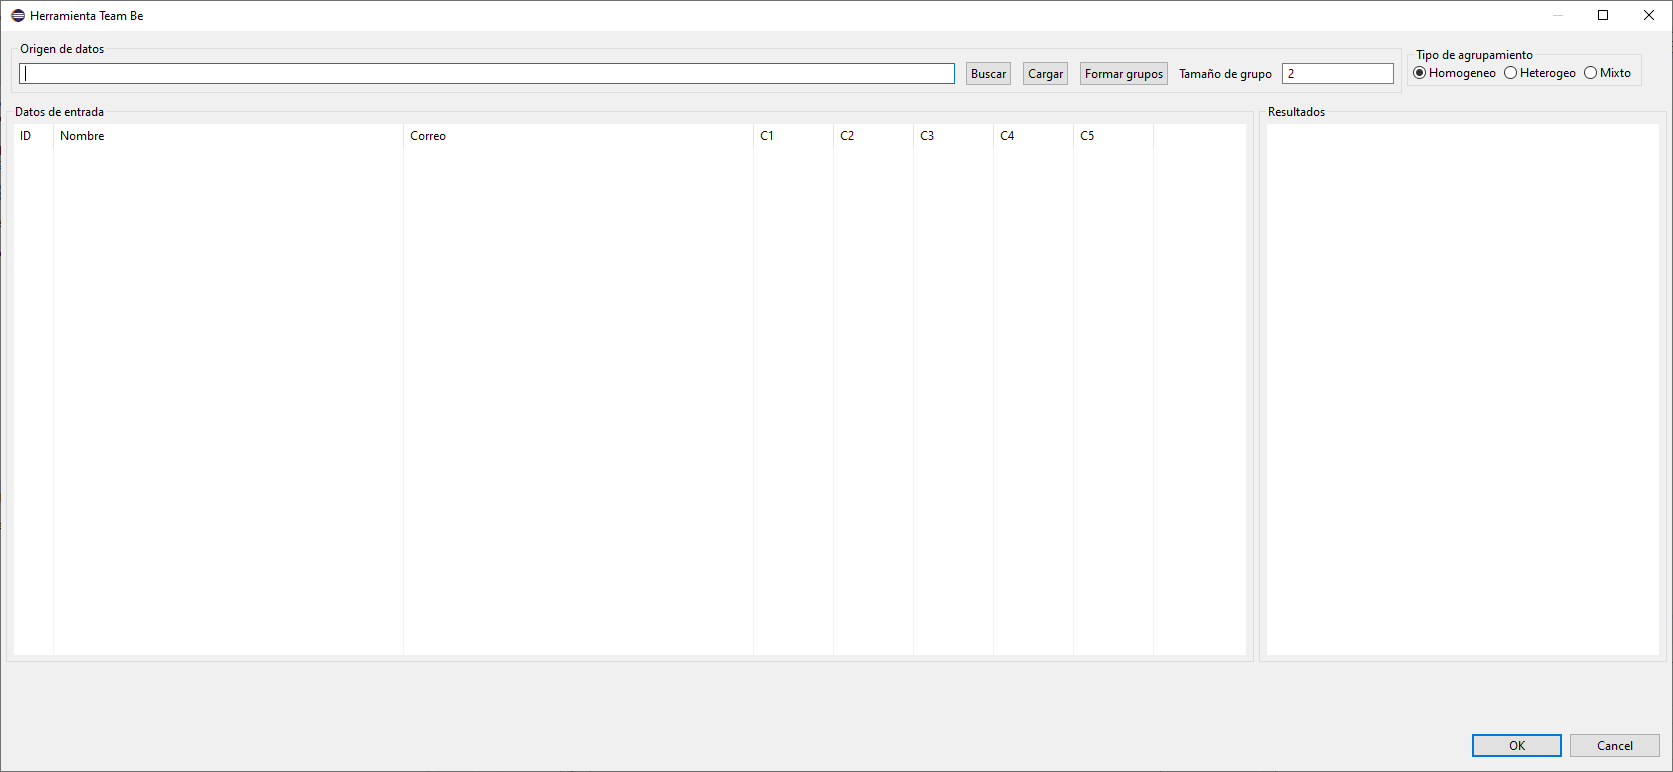 Herramienta Team Be
Origen de datos
Buscar Cargar Formar grupos Tamaño de grupo 2
Tipo de agrupamiento
Homogeneo Heterogeo Mixto
Datos de entrada
ID Nombre Correo C1 C2 C3 C4 C5
Resultados
OK Cancel